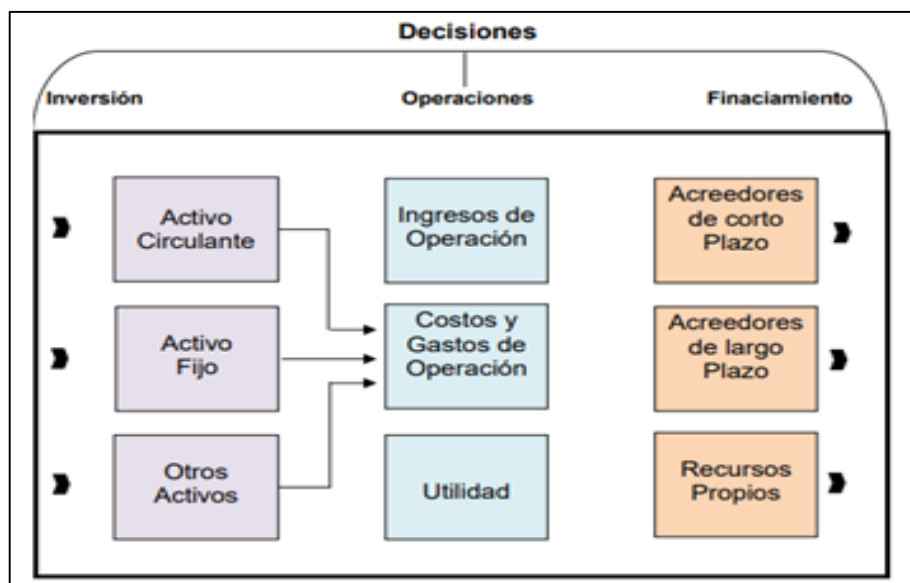 Decisiones
Inversión
Operaciones
Finaciamiento
Activo
Circulante
Ingresos de
Operación
Acreedores
de corto
Plazo
Activo
Fijo
Costos y
Gastos de
Operación
Acreedores
de largo
Plazo
Otros
Activos
Utilidad
Recursos
Propios